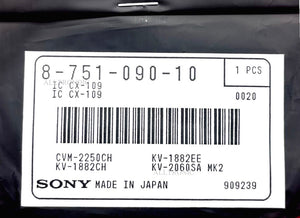 8-751-090-10 1 PCS
IC CX-109
IC CX-109 0020
CVM-2250CH KV-1882EE
KV-1882CH KV-2060SA MK2
SONY MADE IN JAPAN 909239